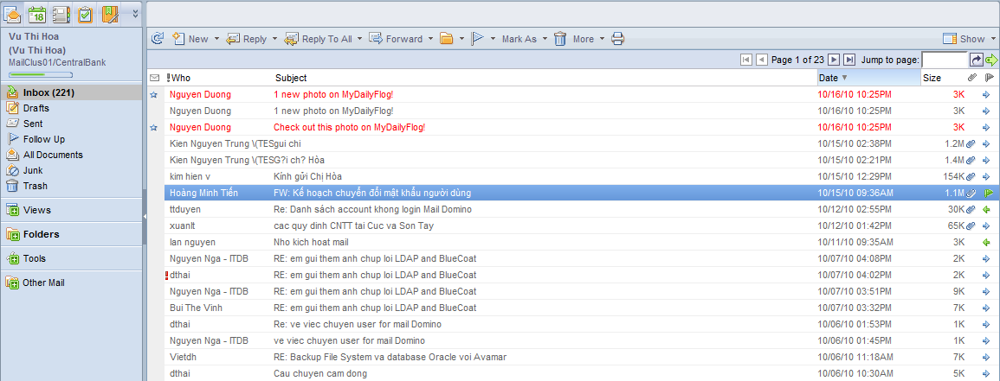 18
Vu Thi Hoa
(Vu Thi Hoa)
MailClus01/CentralBank
Inbox (221)
Drafts
Sent
Follow Up
All Documents
Junk
Trash
Views
Folders
Tools
Other Mail
New Reply Reply To All Forward Mark As More Show
Page 1 of 23 Jump to page:
! Who Subject Date Size
Nguyen Duong 1 new photo on MyDailyFlog! 10/16/10 10:25PM 3K
Nguyen Duong 1 new photo on MyDailyFlog! 10/16/10 10:25PM 3K
Nguyen Duong Check out this photo on MyDailyFlog! 10/16/10 10:25PM 3K
Kien Nguyen Trung \(TES gui chi 10/15/10 02:38PM 1.2M
Kien Nguyen Trung \(TES G?i ch? Hòa 10/15/10 02:21PM 1.4M
kim hien v Kính gửi Chị Hòa 10/15/10 12:29PM 154K
Hoàng Minh Tiến FW: Kế hoạch chuyển đổi mật khẩu người dùng 10/15/10 09:36AM 1.1M
ttduyen Re: Danh sách account khong login Mail Domino 10/12/10 02:55PM 30K
xuanlt cac quy dinh CNTT tai Cuc va Son Tay 10/12/10 01:42PM 65K
lan nguyen Nho kich hoat mail 10/11/10 09:35AM 3K
Nguyen Nga - ITDB RE: em gui them anh chup loi LDAP and BlueCoat 10/07/10 04:08PM 2K
! dthai RE: em gui them anh chup loi LDAP and BlueCoat 10/07/10 04:02PM 2K
Nguyen Nga - ITDB RE: em gui them anh chup loi LDAP and BlueCoat 10/07/10 03:51PM 9K
Bui The Vinh RE: em gui them anh chup loi LDAP and BlueCoat 10/07/10 03:32PM 7K
dthai Re: ve viec chuyen user for mail Domino 10/06/10 01:53PM 1K
Nguyen Nga - ITDB ve viec chuyen user for mail Domino 10/06/10 01:45PM 1K
Vietdh RE: Backup File System va database Oracle voi Avamar 10/06/10 11:18AM 7K
dthai Cau chuyen cam dong 10/06/10 10:30AM 5K